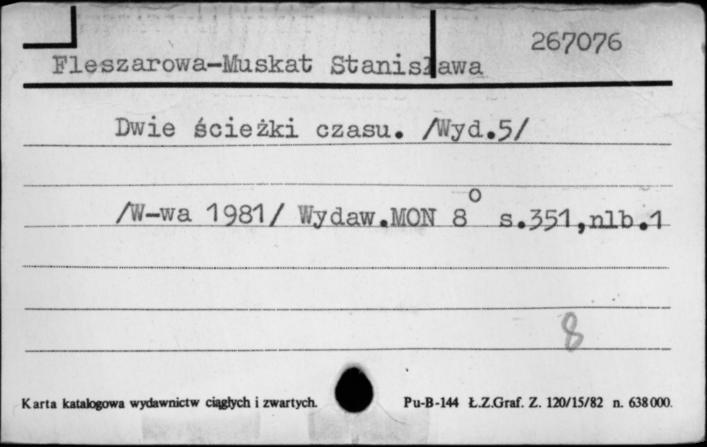 267076
Fleszarowa-Muskat Stanisława
Dwie ścieżki czasu. /Wyd.5/
/W-wa 1981/ Wydaw.MON 8° s.351,nlb.1
8
Karta katalogowa wydawnictw ciągłych i zwartych. Pu-B-144 Ł.Z.Graf. Z. 120/15/82 n. 638000.